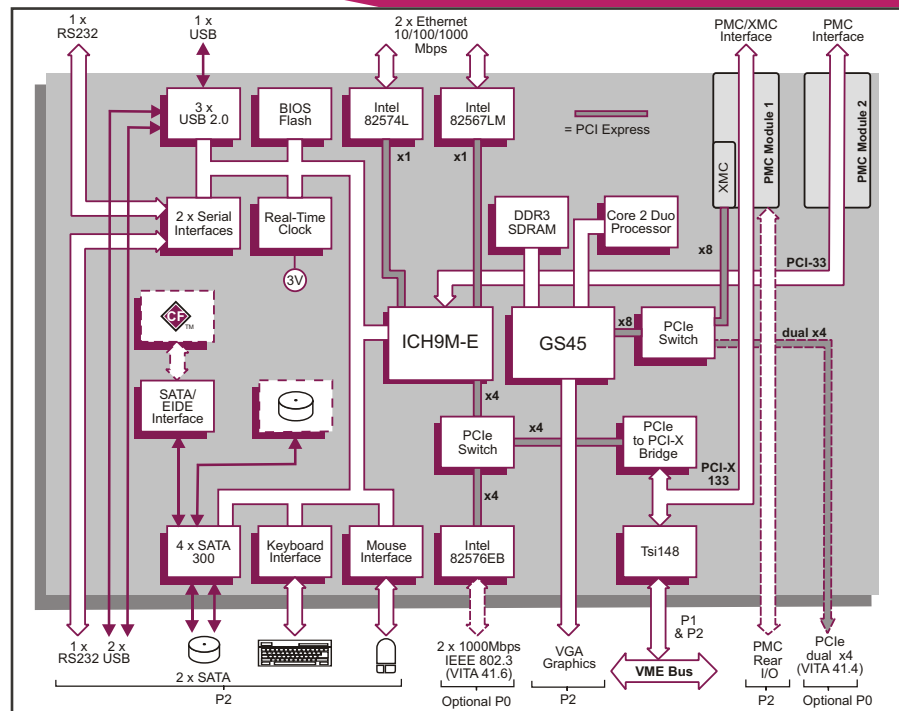 1 x
RS232
1 x
USB
2 x Ethernet
10/100/1000
Mbps
PMC/XMC
Interface
PMC
Interface
3 x
USB 2.0
BIOS
Flash
Intel
82574L
Intel
82567LM
= PCI Express
XMC
PMC Module 1
PMC Module 2
x1
x1
2 x Serial
Interfaces
Real-Time
Clock
3V
DDR3
SDRAM
Core 2 Duo
Processor
x8
PCI-33
CF
TM
ICH9M-E
GS45
x8
PCIe
Switch
dual x4
SATA/
EIDE
Interface
x4
PCIe
Switch
x4
PCIe
to PCI-X
Bridge
PCI-X
133
x4
4 x SATA
300
Keyboard
Interface
Mouse
Interface
Intel
82576EB
Tsi148
1 x
RS232
2 x
USB
2 x SATA
P2
2 x 1000Mbps
IEEE 802.3
(VITA 41.6)
Optional P0
VGA
Graphics
P2
P1
& P2
VME Bus
PMC
Rear
I/O
P2
PCIe
dual x4
(VITA 41.4)
Optional P0